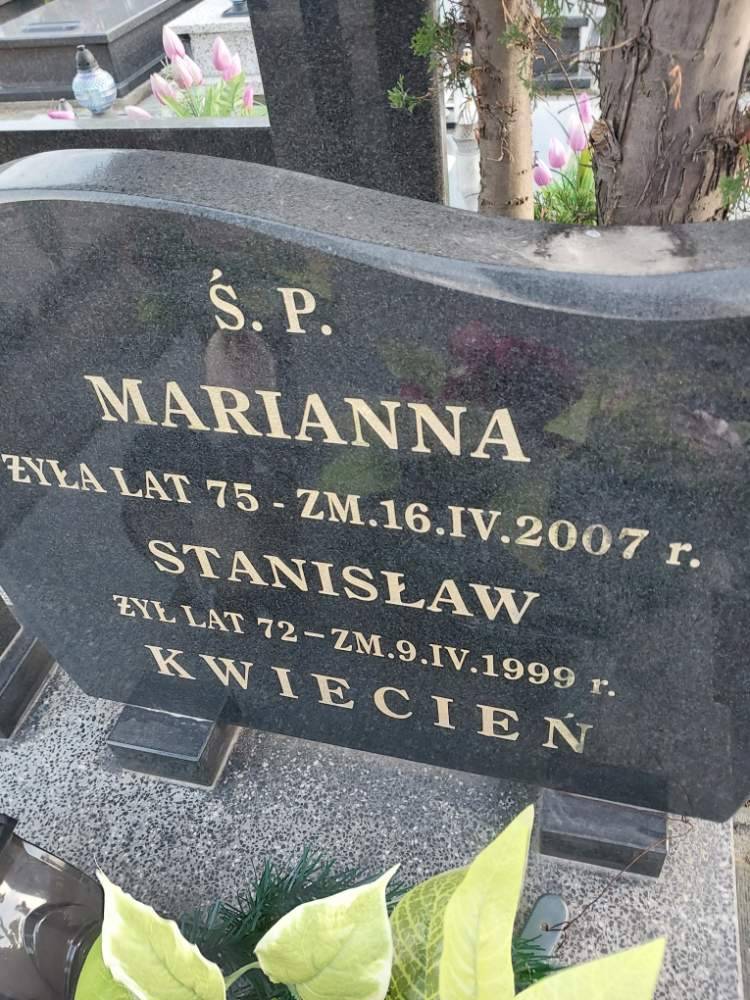 Ś. P.
MARIANNA
ŻYŁA LAT 75 - ZM.16.IV.2007 r.
STANISŁAW
ŻYŁ LAT 72 – ZM.9.IV.1999 r.
KWIECIEŃ